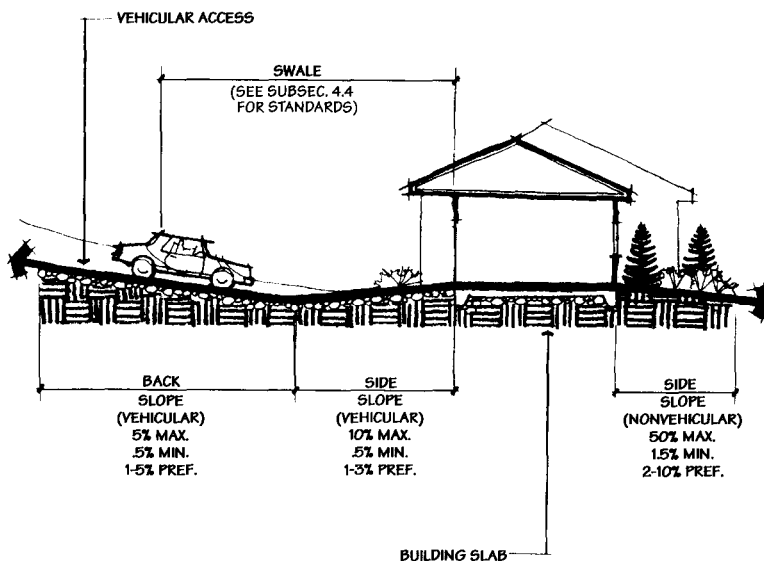 VEHICULAR ACCESS
SWALE
(SEE SUBSEC. 4.4
FOR STANDARDS)
BACK
SLOPE
(VEHICULAR)
5% MAX.
.5% MIN.
1-5% PREF.
SIDE
SLOPE
(VEHICULAR)
10% MAX.
.5% MIN.
1-3% PREF.
SIDE
SLOPE
(NONVEHICULAR)
50% MAX.
1.5% MIN.
2-10% PREF.
BUILDING SLAB